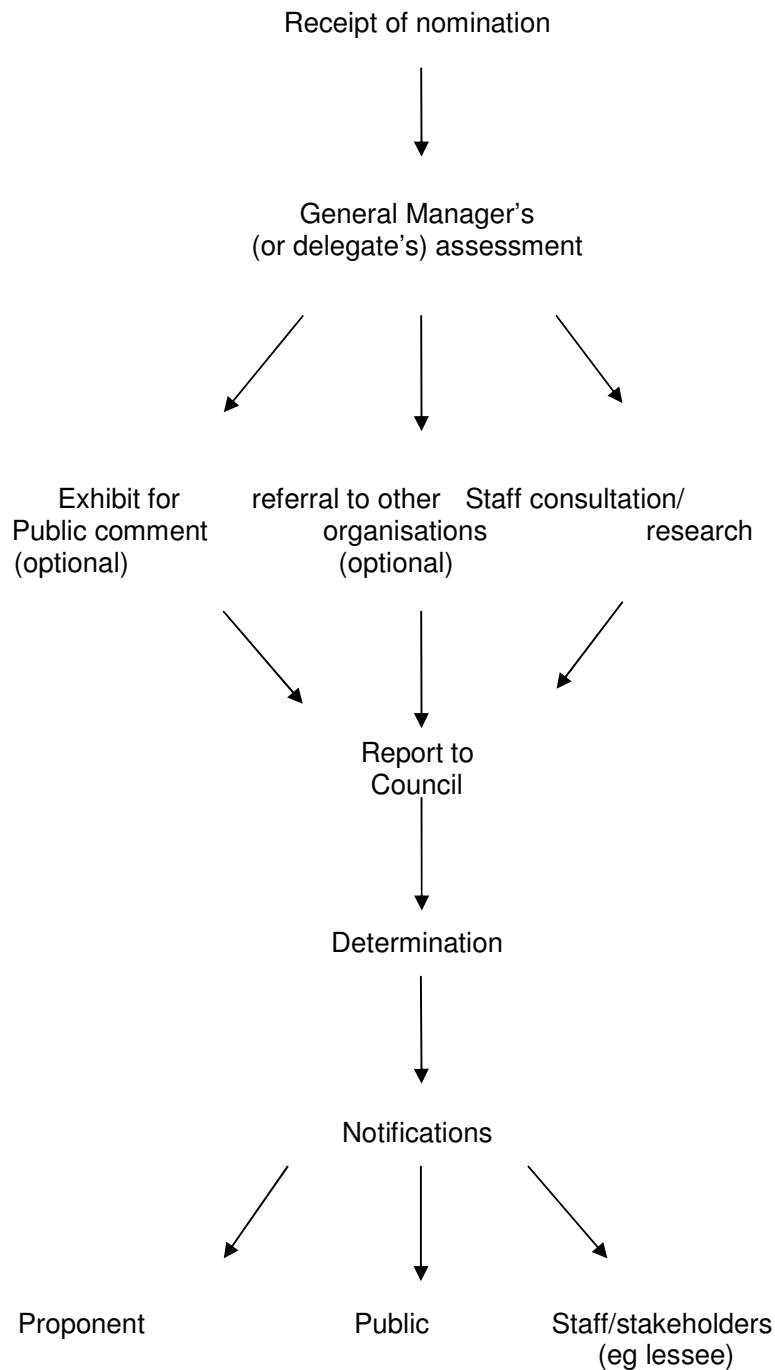 Receipt of nomination
General Manager's
(or delegate's) assessment
Exhibit for referral to other Staff consultation/
Public comment organisations research
(optional) (optional)
Report to
Council
Determination
Notifications
Proponent Public Staff/stakeholders
(eg lessee)